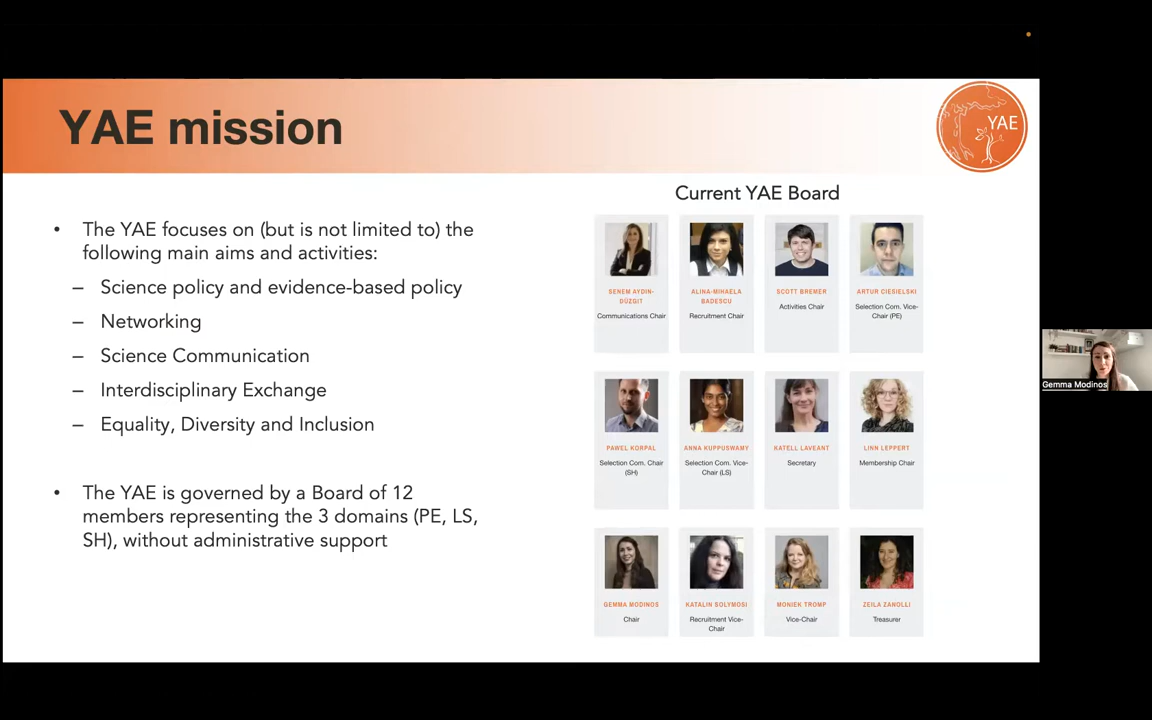 YAE mission
YAE
• The YAE focuses on (but is not limited to) the
following main aims and activities:
– Science policy and evidence-based policy
– Networking
– Science Communication
– Interdisciplinary Exchange
– Equality, Diversity and Inclusion
• The YAE is governed by a Board of 12
members representing the 3 domains (PE, LS,
SH), without administrative support
Current YAE Board
SENEM AYDIN-
DÜZGIT
Communications Chair
ALINA-MIHAELA
BADESCU
Recruitment Chair
SCOTT BREMER
Activities Chair
ARTUR CIESIELSKI
Selection Com. Vice-
Chair (PE)
PAWEL KORPAL
Selection Com. Chair
(SH)
ANNA KUPPUSWAMY
Selection Com. Vice-
Chair (LS)
KATELL LAVEANT
Secretary
LINN LEPPERT
Membership Chair
GEMMA MODINOS
Chair
KATALIN SOLYMOSI
Recruitment Vice-
Chair
MONIEK TROMP
Vice-Chair
ZEILA ZANOLLI
Treasurer
Gemma Modinos